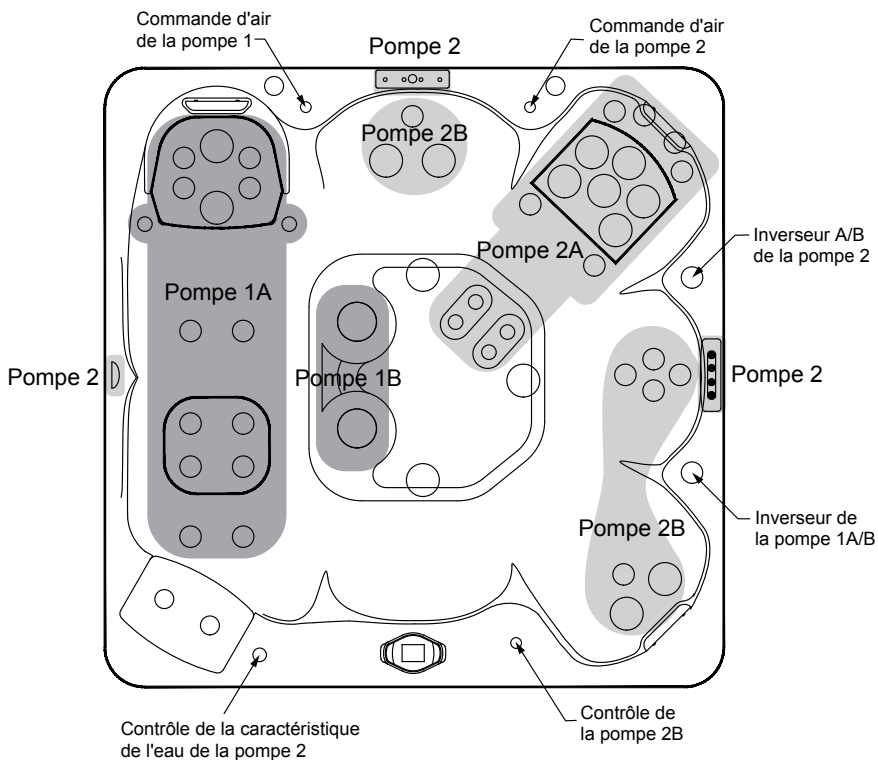 Commande d'air
de la pompe 1
Pompe 2
Commande d'air
de la pompe 2
Pompe 2B
Pompe 2A
Inverseur A/B
de la pompe 2
Pompe 1A
Pompe 2
Pompe 1B
Pompe 2
Pompe 2B
Inverseur de
la pompe 1A/B
Contrôle de la caractéristique
de l'eau de la pompe 2
Contrôle de
la pompe 2B